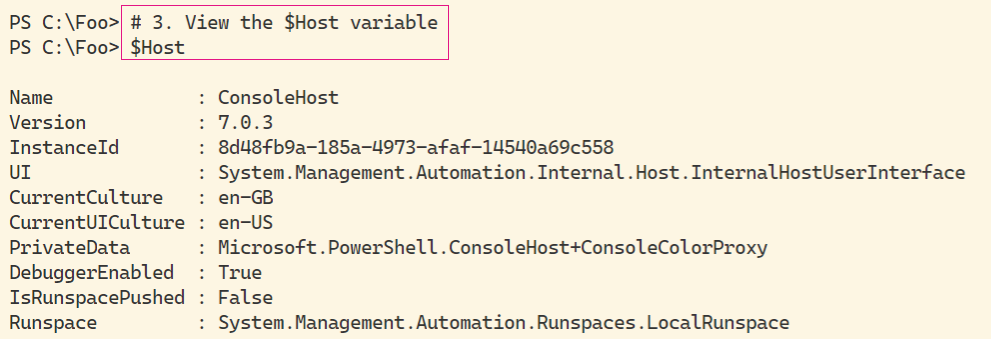 PS C:\Foo> # 3. View the $Host variable
PS C:\Foo> $Host
Name             : ConsoleHost
Version          : 7.0.3
InstanceId       : 8d48fb9a-185a-4973-afaf-14540a69c558
UI               : System.Management.Automation.Internal.Host.InternalHostUserInterface
CurrentCulture   : en-GB
CurrentUICulture : en-US
PrivateData      : Microsoft.PowerShell.ConsoleHost+ConsoleColorProxy
DebuggerEnabled  : True
IsRunspacePushed : False
Runspace         : System.Management.Automation.Runspaces.LocalRunspace